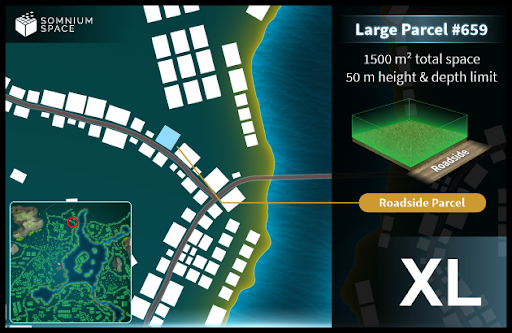 SOMNIUM
SPACE
Large Parcel #659
1500 m² total space
50 m height & depth limit
Roadside
Roadside Parcel
XL